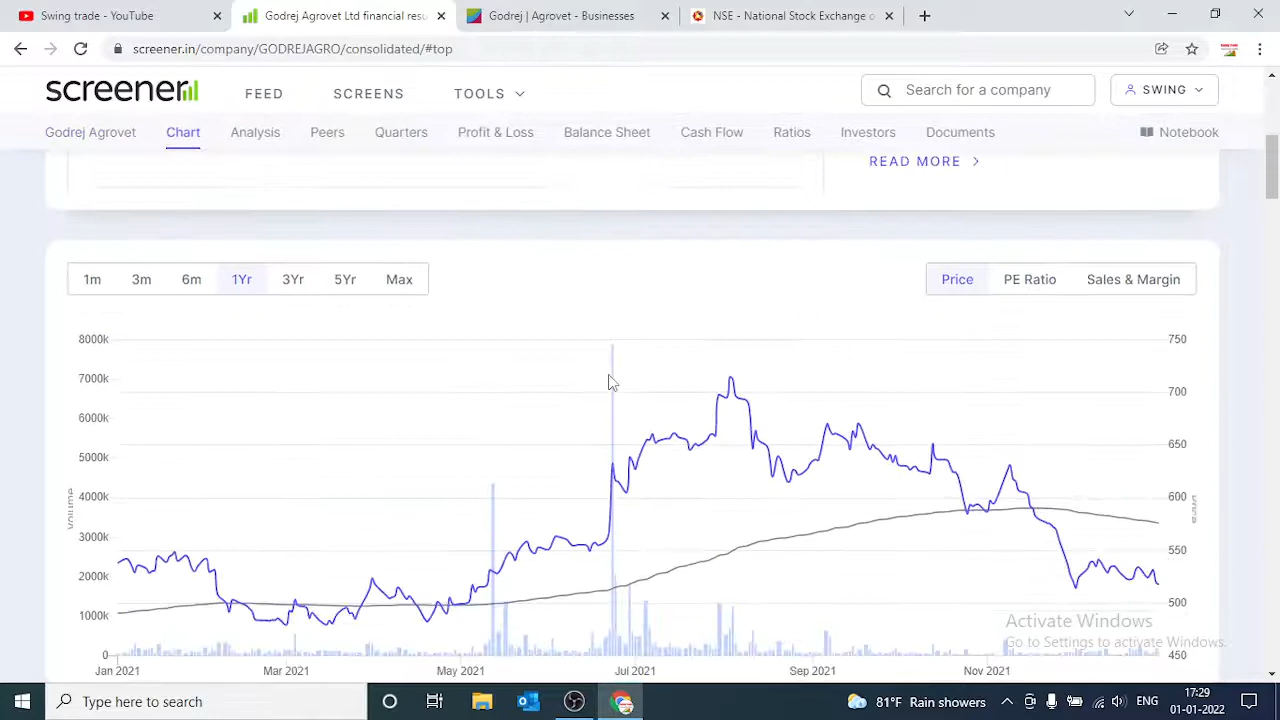 Swing trade - YouTube
Godrej Agrovet Ltd financial resu
Godrej | Agrovet - Businesses
NSE - National Stock Exchange o
screener.in/company/GODREJAGRO/consolidated/#top
screener
FEED
SCREENS
TOOLS
Search for a company
SWING
Godrej Agrovet
Chart
Analysis
Peers
Quarters
Profit & Loss
Balance Sheet
Cash Flow
Ratios
Investors
Documents
Notebook
READ MORE
1m 3m 6m 1Yr 3Yr 5Yr Max
Price PE Ratio Sales & Margin
8000k
7000k
6000k
5000k
4000k
3000k
2000k
1000k
0
Volume
750
700
650
600
550
500
450
Jan 2021 Mar 2021 May 2021 Jul 2021 Sep 2021 Nov 2021
Activate Windows
Go to Settings to activate Windows.
Type here to search
81°F Rain showers
ENG
17:29
01-01-2022